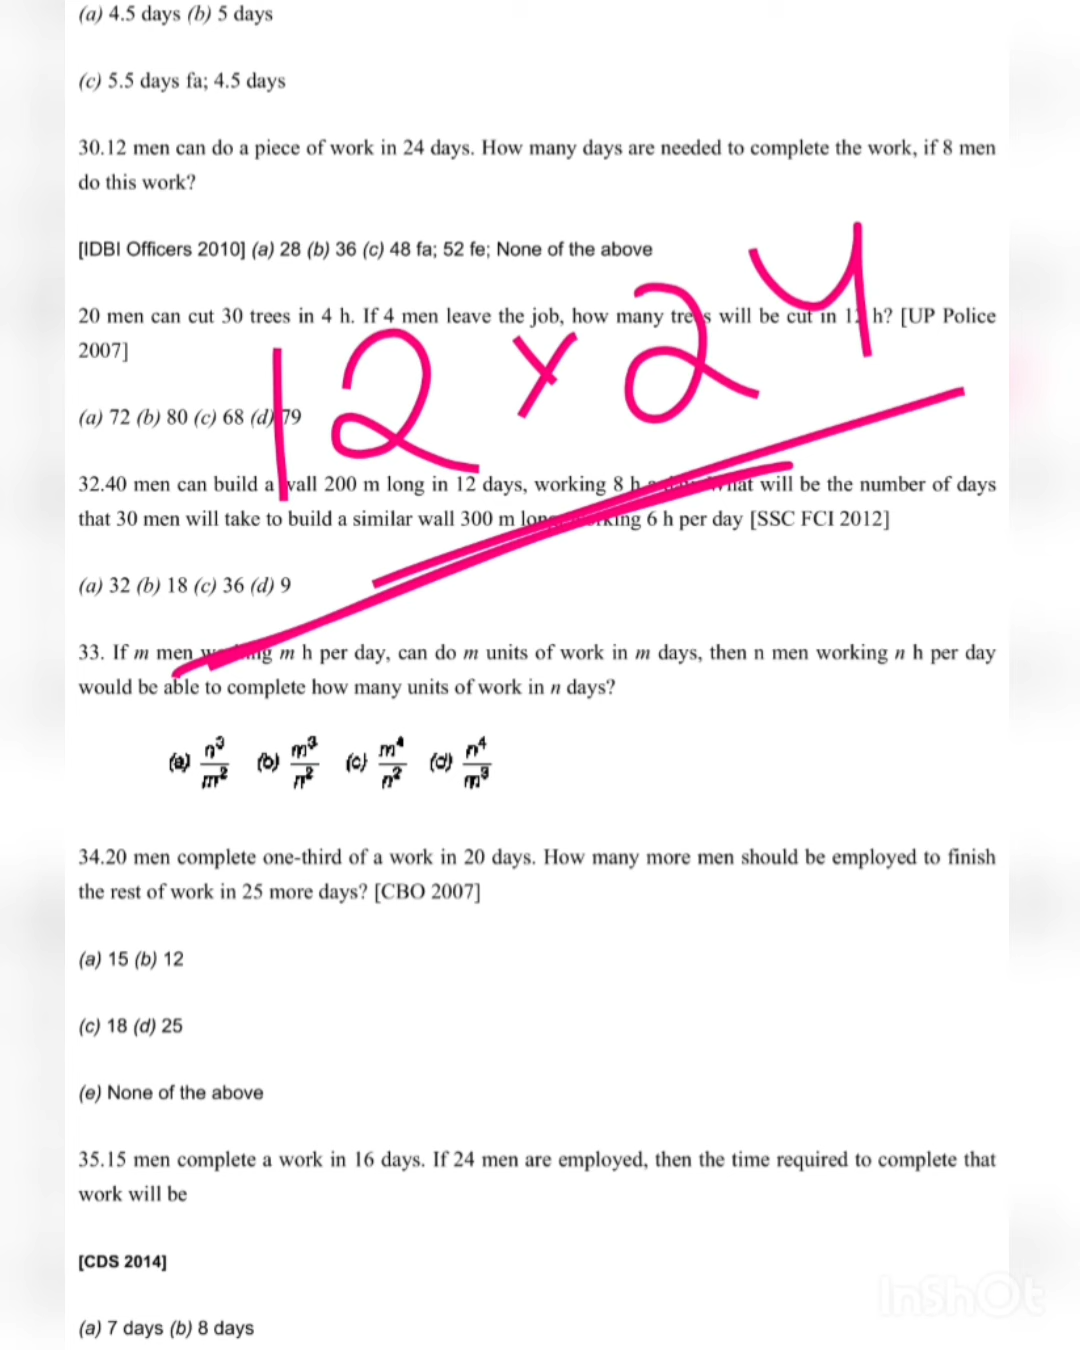 (a) 4.5 days (b) 5 days
(c) 5.5 days fa; 4.5 days
30.12 men can do a piece of work in 24 days. How many days are needed to complete the work, if 8 men
do this work?
[IDBI Officers 2010] (a) 28 (b) 36 (c) 48 fa; 52 fe; None of the above
20 men can cut 30 trees in 4 h. If 4 men leave the job, how many trees will be cut in h? [UP Police
2007]
12 × 24
(a) 72 (b) 80 (c) 68 (d) 79
32.40 men can build a wall 200 m long in 12 days, working 8 h will be the number of days
that 30 men will take to build a similar wall 300 m long working 6 h per day [SSC FCI 2012]
(a) 32 (b) 18 (c) 36 (d) 9
33. If m men working m h per day, can do m units of work in m days, then n men working n h per day
would be able to complete how many units of work in n days?
(a) n³/m² (b) m³/n² (c) m⁴/n² (d) n⁴/m³
34.20 men complete one-third of a work in 20 days. How many more men should be employed to finish
the rest of work in 25 more days? [CBO 2007]
(a) 15 (b) 12
(c) 18 (d) 25
(e) None of the above
35.15 men complete a work in 16 days. If 24 men are employed, then the time required to complete that
work will be
[CDS 2014]
(a) 7 days (b) 8 days
InShOt